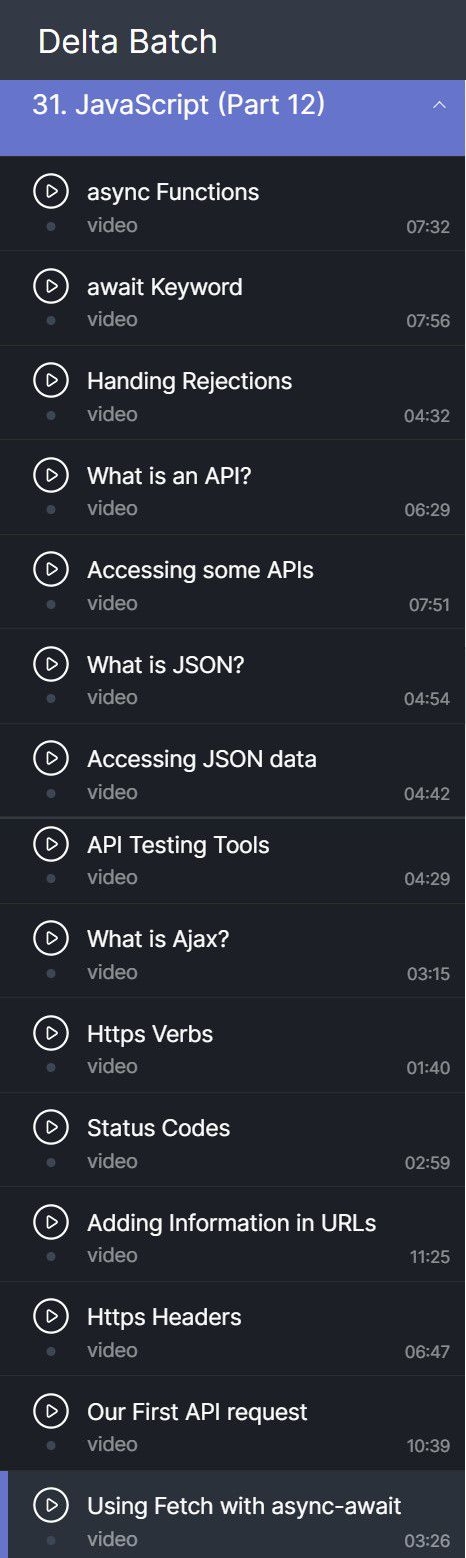 Delta Batch
31. JavaScript (Part 12)
async Functions
video 07:32
await Keyword
video 07:56
Handing Rejections
video 04:32
What is an API?
video 06:29
Accessing some APIs
video 07:51
What is JSON?
video 04:54
Accessing JSON data
video 04:42
API Testing Tools
video 04:29
What is Ajax?
video 03:15
Https Verbs
video 01:40
Status Codes
video 02:59
Adding Information in URLs
video 11:25
Https Headers
video 06:47
Our First API request
video 10:39
Using Fetch with async-await
video 03:26